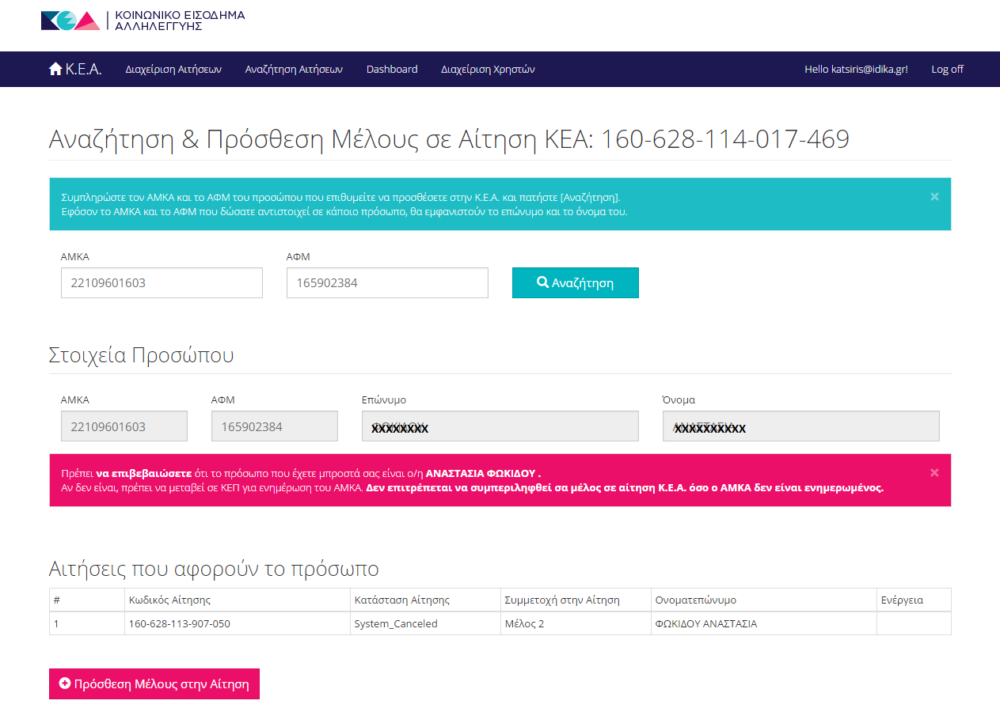 ΚΟΙΝΩΝΙΚΟ ΕΙΣΟΔΗΜΑ
ΑΛΛΗΛΕΓΓΥΗΣ
Κ.Ε.Α. Διαχείριση Αιτήσεων Αναζήτηση Αιτήσεων Dashboard Διαχείριση Χρηστών Hello katsiris@idika.gr! Log off
Αναζήτηση & Πρόσθεση Μέλους σε Αίτηση ΚΕΑ: 160-628-114-017-469
Συμπληρώστε τον ΑΜΚΑ και το ΑΦΜ του προσώπου που επιθυμείτε να προσθέσετε στην Κ.Ε.Α. και πατήστε [Αναζήτηση].
Εφόσον το ΑΜΚΑ και το ΑΦΜ που δώσατε αντιστοιχεί σε κάποιο πρόσωπο, θα εμφανιστούν το επώνυμο και το όνομα του.
ΑΜΚΑ ΑΦΜ
22109601603 165902384 Αναζήτηση
Στοιχεία Προσώπου
ΑΜΚΑ ΑΦΜ Επώνυμο Όνομα
22109601603 165902384 XXXXXXXX XXXXXXXXXX
Πρέπει να επιβεβαιώσετε ότι το πρόσωπο που έχετε μπροστά σας είναι ο/η ΑΝΑΣΤΑΣΙΑ ΦΩΚΙΔΟΥ .
Αν δεν είναι, πρέπει να μεταβεί σε ΚΕΠ για ενημέρωση του ΑΜΚΑ. Δεν επιτρέπεται να συμπεριληφθεί σα μέλος σε αίτηση Κ.Ε.Α. όσο ο ΑΜΚΑ δεν είναι ενημερωμένος.
Αιτήσεις που αφορούν το πρόσωπο
# Κωδικός Αίτησης Κατάσταση Αίτησης Συμμετοχή στην Αίτηση Ονοματεπώνυμο Ενέργεια
1 160-628-113-907-050 System_Canceled Μέλος 2 ΦΩΚΙΔΟΥ ΑΝΑΣΤΑΣΙΑ
Πρόσθεση Μέλους στην Αίτηση